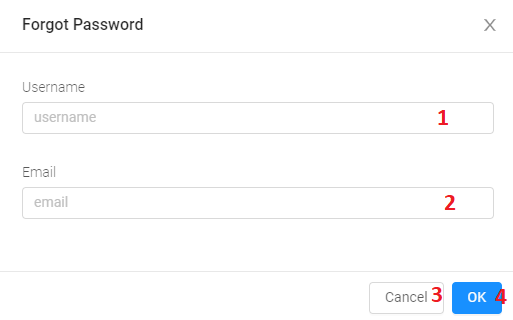 Forgot Password X
Username
username 1
Email
email 2
Cancel 3 OK 4